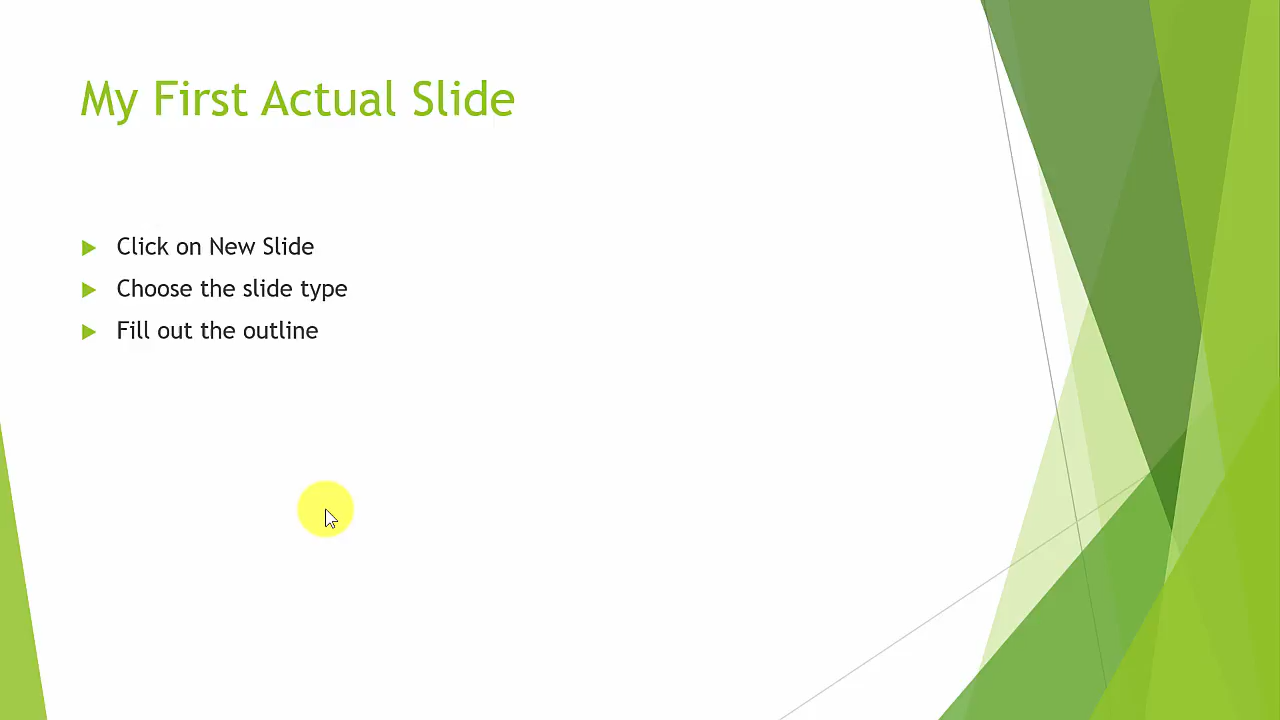 My First Actual Slide
Click on New Slide
Choose the slide type
Fill out the outline